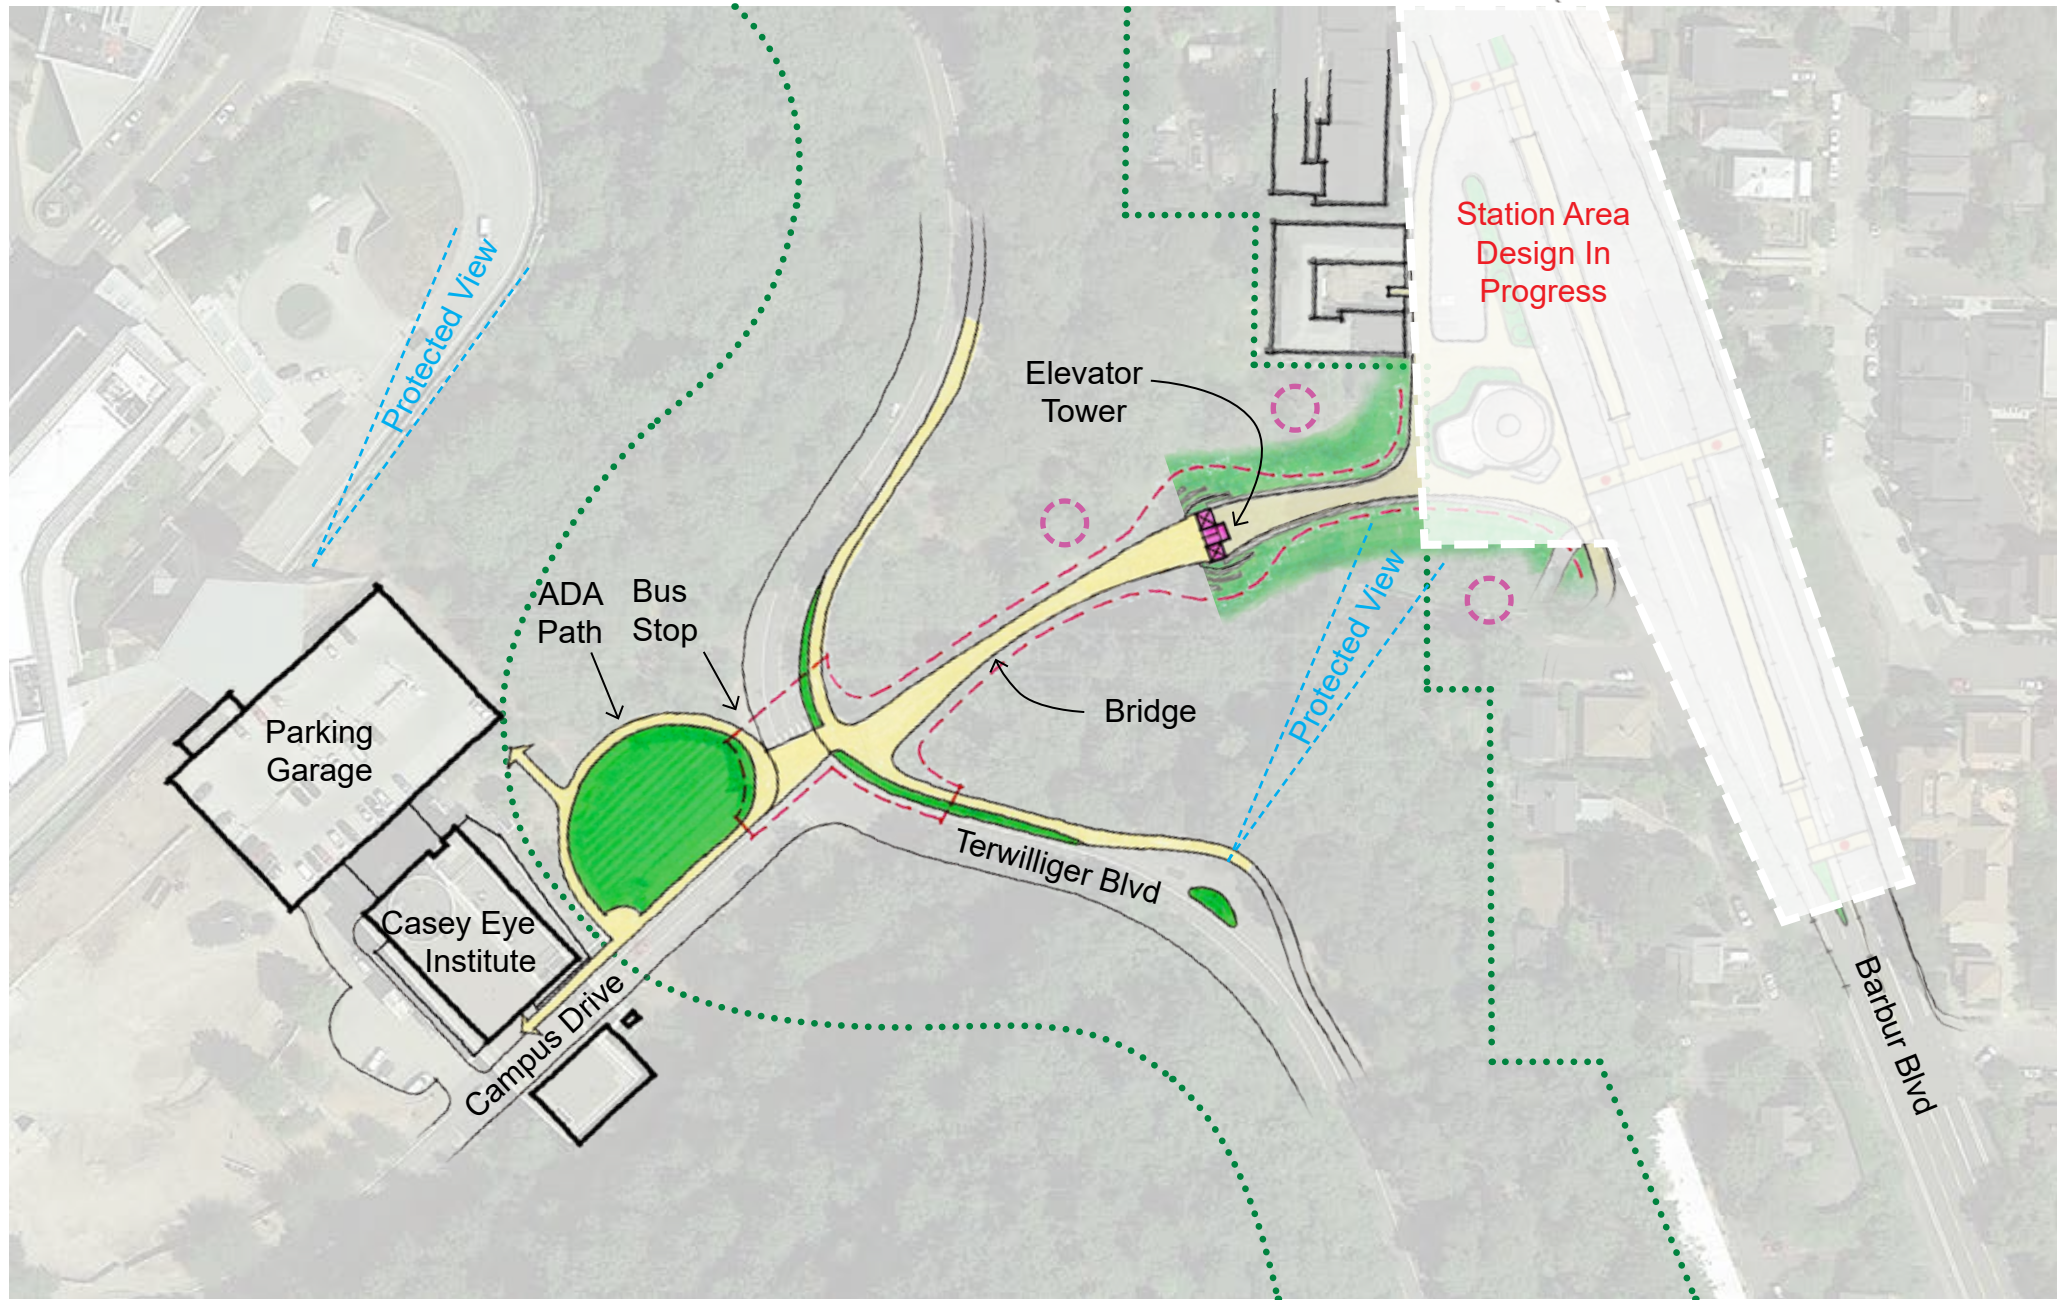 Station Area
Design In
Progress
Protected View
Elevator
Tower
ADA
Path
Bus
Stop
Protected View
Bridge
Parking
Garage
Terwilliger Blvd
Casey Eye
Institute
Campus Drive
Barbur Blvd